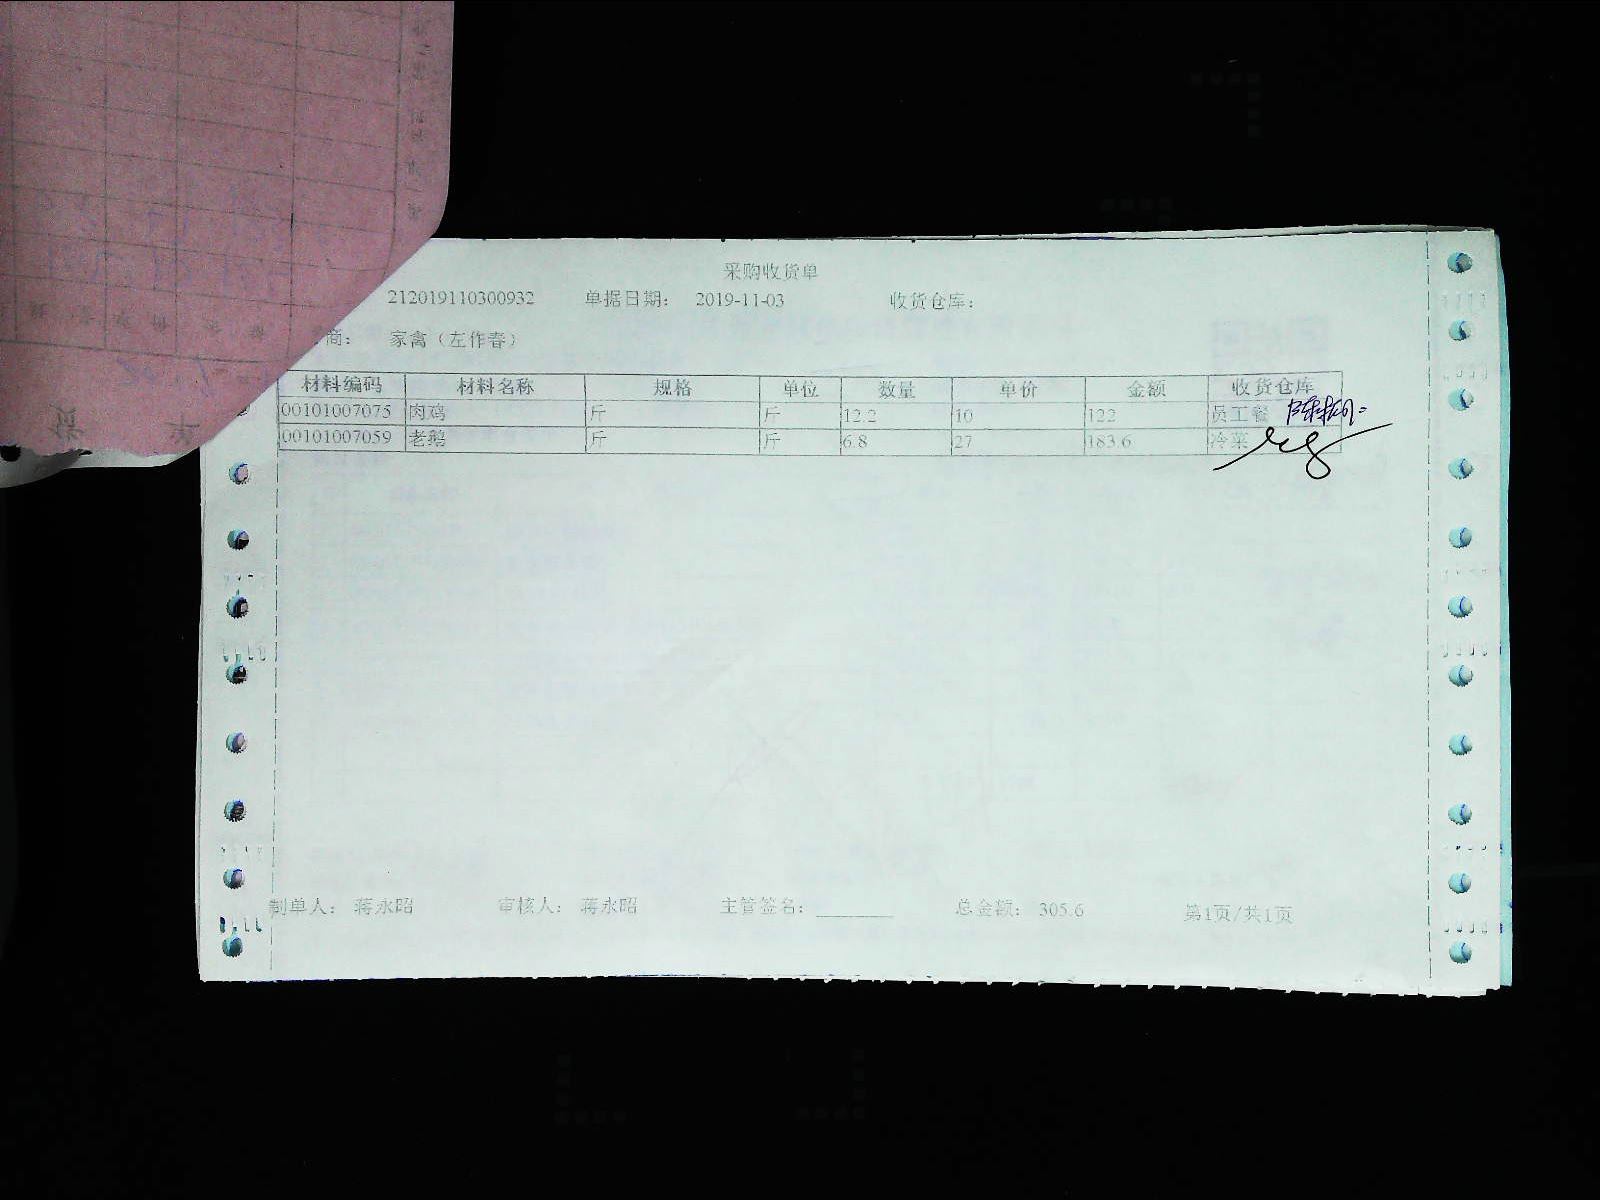 采购收货单
212019110300932 单据日期： 2019-11-03 收货仓库：
商： 家禽（左作春）
材料编码 材料名称 规格 单位 数量 单价 金额 收货仓库
00101007075 肉鸡 斤 斤 12.2 10 122 员工餐
00101007059 老鹅 斤 斤 6.8 27 183.6 冷菜
制单人： 蒋永昭 审核人： 蒋永昭 主管签名： 总金额： 305.6 第1页/共1页